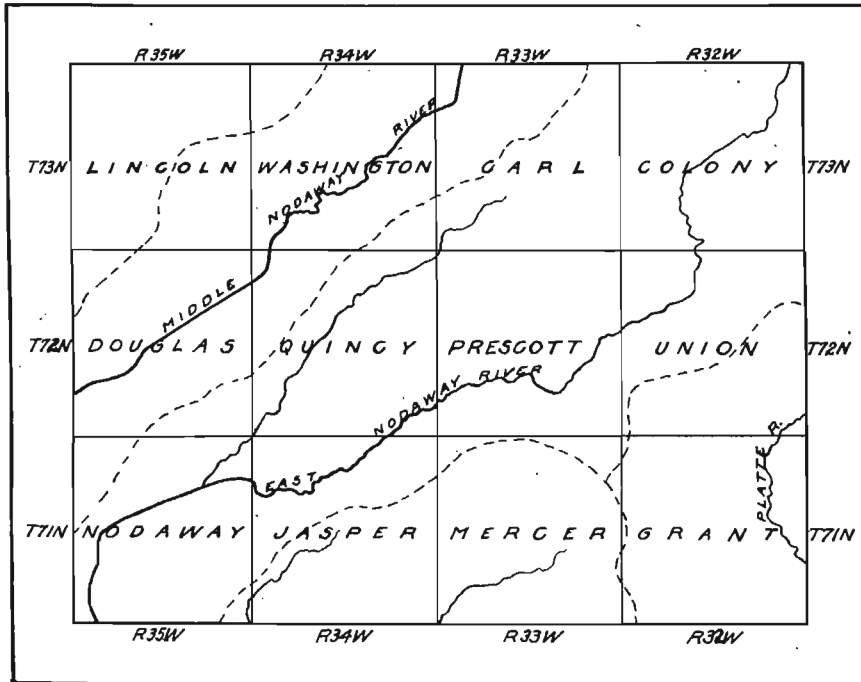 R35W R34W R33W R32W
T73N LINCOLN WASHINGTON CARL COLONY T73N
NODAWAY RIVER
MIDDLE
T72N DOUGLAS QUINCY PRESCOTT UNION T72N
NODAWAY RIVER
EAST
PLATTE R.
T71N NODAWAY JASPER MERCER GRANT T71N
R35W R34W R33W R32W